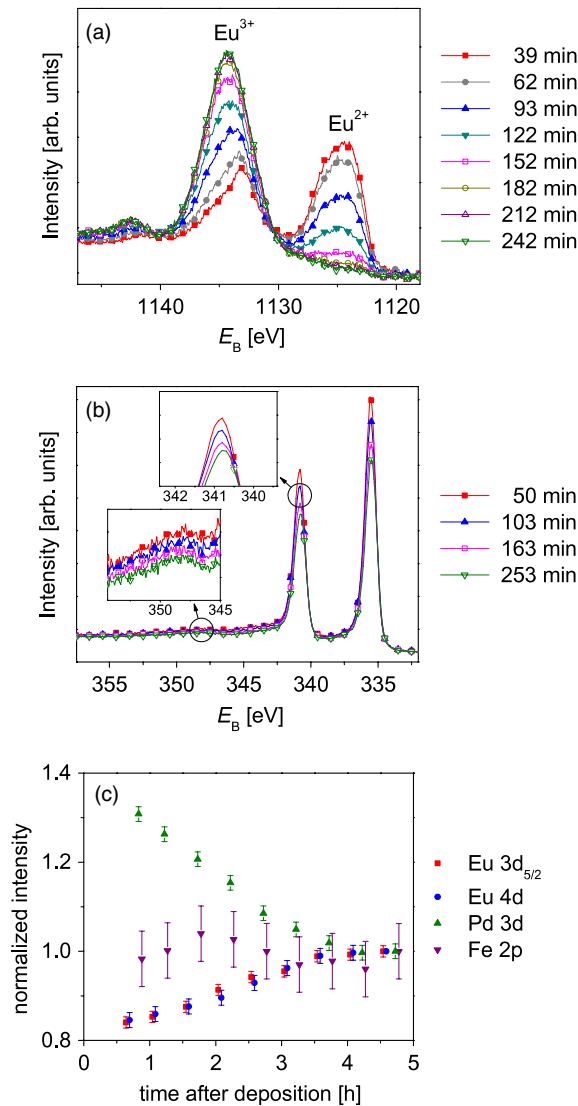 (a)
Eu3+
Eu2+
Intensity [arb. units]
1140 1130 1120
EB [eV]
39 min
62 min
93 min
122 min
152 min
182 min
212 min
242 min
(b)
342 341 340
350 345
Intensity [arb. units]
355 350 345 340 335
EB [eV]
50 min
103 min
163 min
253 min
(c)
1.4
1.2
1.0
0.8
normalized intensity
0 1 2 3 4 5
time after deposition [h]
Eu 3d5/2
Eu 4d
Pd 3d
Fe 2p